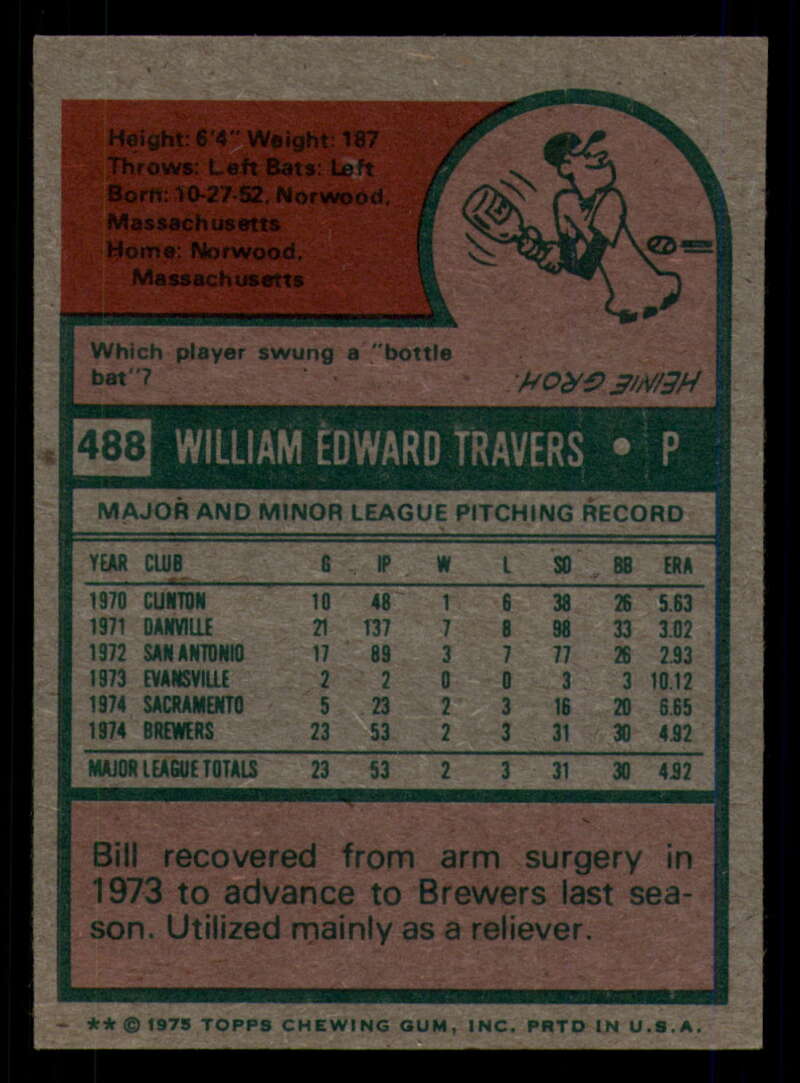 Height: 6'4" Weight: 187
Throws: Left Bats: Left
Born: 10-27-52, Norwood,
Massachusetts
Home: Norwood,
Massachusetts
Which player swung a "bottle
bat"?
HEINIE GROH
488 WILLIAM EDWARD TRAVERS • P
MAJOR AND MINOR LEAGUE PITCHING RECORD
YEAR CLUB G IP W L SO BB ERA
1970 CLINTON 10 48 1 6 38 26 5.63
1971 DANVILLE 21 137 7 8 98 33 3.02
1972 SAN ANTONIO 17 89 3 7 77 26 2.93
1973 EVANSVILLE 2 2 0 0 3 3 10.12
1974 SACRAMENTO 5 23 2 3 16 20 6.65
1974 BREWERS 23 53 2 3 31 30 4.92
MAJOR LEAGUE TOTALS 23 53 2 3 31 30 4.92
Bill recovered from arm surgery in
1973 to advance to Brewers last sea-
son. Utilized mainly as a reliever.
** © 1975 TOPPS CHEWING GUM, INC. PRTD IN U.S.A.